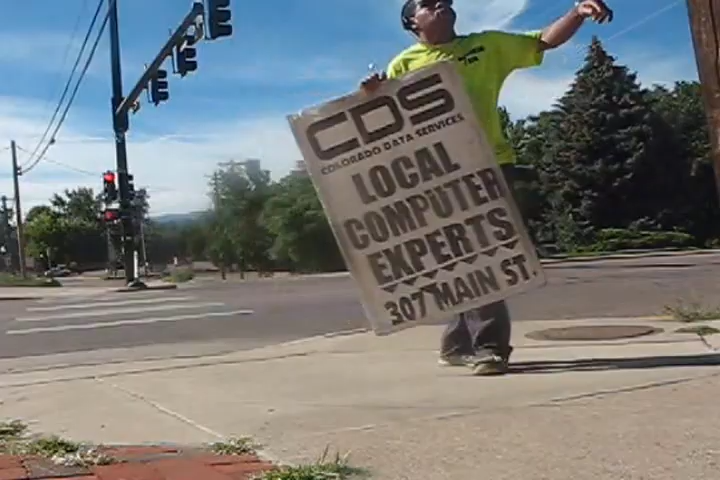 CDS
COLORADO DATA SERVICES
LOCAL
COMPUTER
EXPERTS
307 MAIN ST.